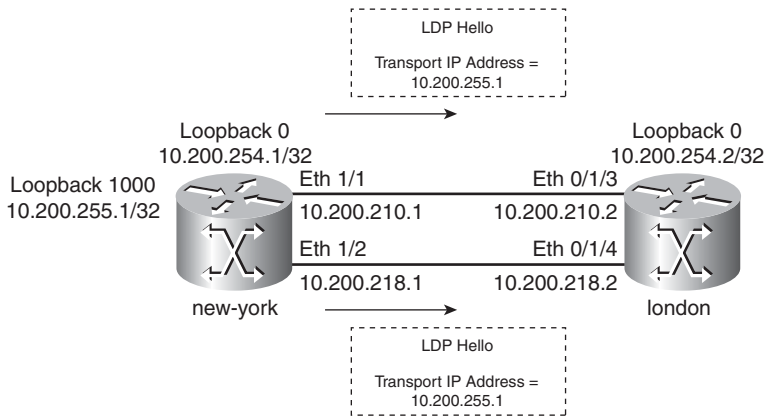 LDP Hello
Transport IP Address =
10.200.255.1
Loopback 0
10.200.254.1/32
Loopback 0
10.200.254.2/32
Loopback 1000
10.200.255.1/32
Eth 1/1
Eth 0/1/3
10.200.210.1
10.200.210.2
Eth 1/2
Eth 0/1/4
10.200.218.1
10.200.218.2
new-york
london
LDP Hello
Transport IP Address =
10.200.255.1